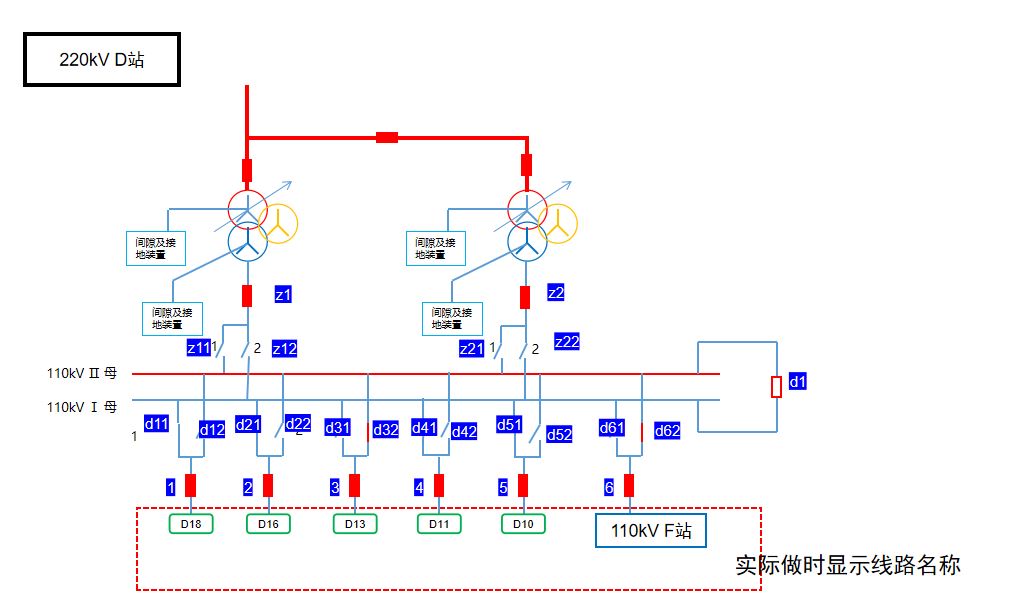 220kV D站
间隙及接
地装置
间隙及接
地装置
z1
z2
间隙及接
地装置
间隙及接
地装置
z11
1
2
z12
z21
1
2
z22
110kV II 母
110kV I 母
d1
1
d11
d12
d21
d22
2
d31
d32
d41
d42
d51
d52
d61
d62
1
2
3
4
5
6
D18
D16
D13
D11
D10
110kV F站
实际做时显示线路名称